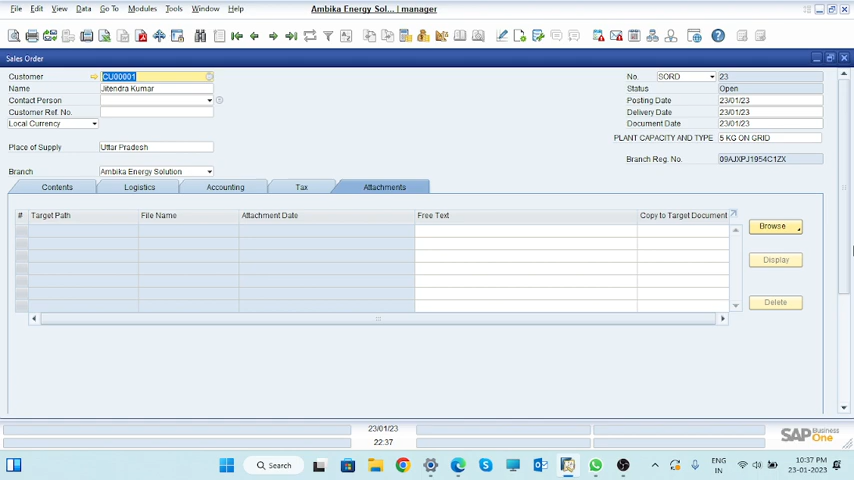 File Edit View Data Go To Modules Tools Window Help
Ambika Energy Sol... | manager
Sales Order
Customer CU00001
Name Jitendra Kumar
Contact Person
Customer Ref. No.
Local Currency
Place of Supply Uttar Pradesh
Branch Ambika Energy Solution
No. SORD 23
Status Open
Posting Date 23/01/23
Delivery Date 23/01/23
Document Date 23/01/23
PLANT CAPACITY AND TYPE 5 KG ON GRID
Branch Reg. No. 09AJXPJ1954C1ZX
Contents Logistics Accounting Tax Attachments
# Target Path File Name Attachment Date Free Text Copy to Target Document
Browse
Display
Delete
23/01/23
22:37
SAP Business One
Search
ENG
IN
10:37 PM
23-01-2023